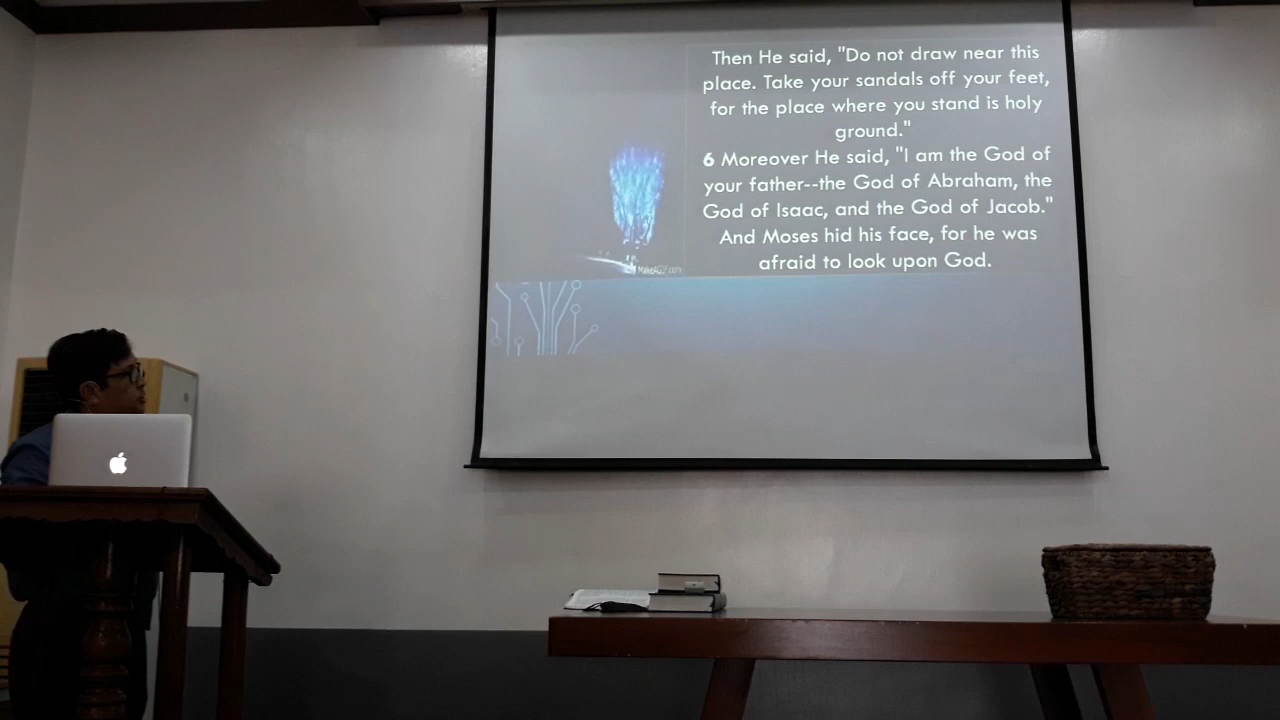 Then He said, "Do not draw near this
place. Take your sandals off your feet,
for the place where you stand is holy
ground."
6 Moreover He said, "I am the God of
your father--the God of Abraham, the
God of Isaac, and the God of Jacob."
And Moses hid his face, for he was
afraid to look upon God.
MakeAGIF.com